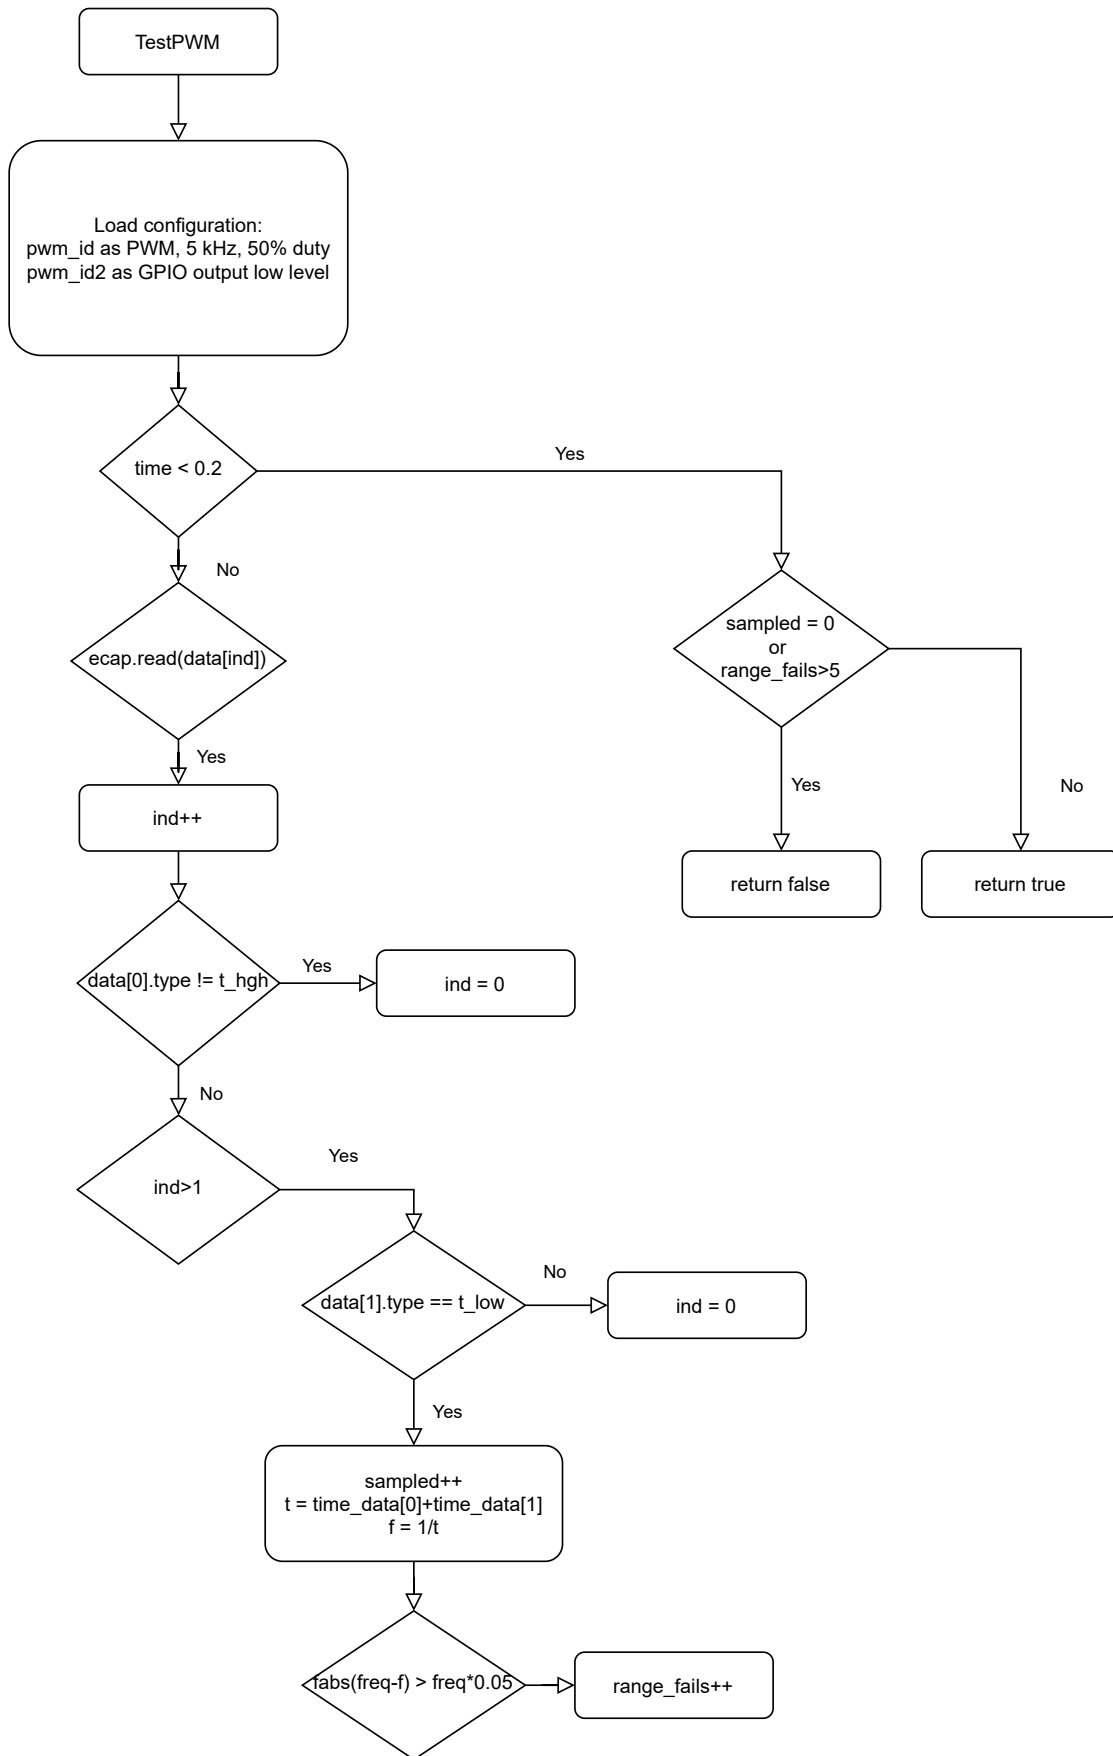 TestPWM
Load configuration:
pwm_id as PWM, 5 kHz, 50% duty
pwm_id2 as GPIO output low level
time < 0.2
Yes
No
sampled = 0
or
range_fails>5
ecap.read(data[ind])
Yes
Yes
No
ind++
return false
return true
data[0].type != t_hgh
Yes
ind = 0
No
ind>1
Yes
data[1].type == t_low
No
ind = 0
Yes
sampled++
t = time_data[0]+time_data[1]
f = 1/t
fabs(freq-f) > freq*0.05
range_fails++